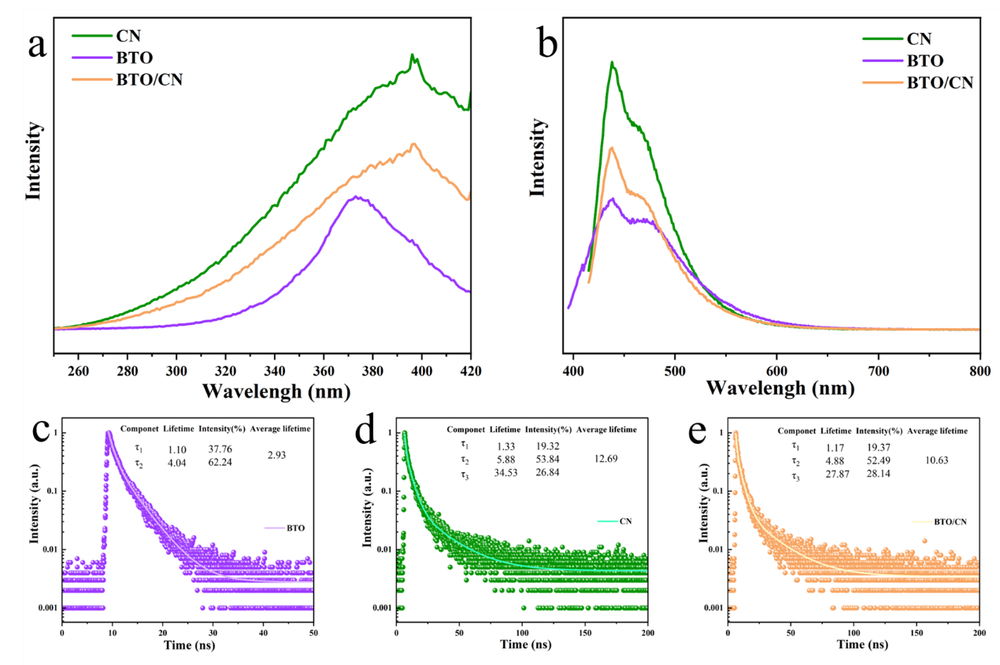 a
CN
BTO
BTO/CN
Intensity
260 280 300 320 340 360 380 400 420
Wavelengh (nm)
b
CN
BTO
BTO/CN
Intensity
400 500 600 700 800
Wavelengh (nm)
c
Componet Lifetime Intensity(%) Average lifetime
τ1 1.10 37.76
2.93
τ2 4.04 62.24
BTO
Intensity (a.u.)
1
0.1
0.01
0.001
0 10 20 30 40 50
Time (ns)
d
Componet Lifetime Intensity(%) Average lifetime
τ1 1.33 19.32
τ2 5.88 53.84 12.69
τ3 34.53 26.84
CN
Intensity (a.u.)
1
0.1
0.01
0.001
0 50 100 150 200
Time (ns)
e
Componet Lifetime Intensity(%) Average lifetime
τ1 1.17 19.37
τ2 4.88 52.49 10.63
τ3 27.87 28.14
BTO/CN
Intensity (a.u.)
1
0.1
0.01
0.001
0 50 100 150 200
Time (ns)